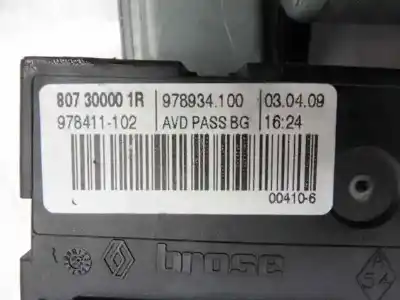 807 30000 1R 978934.100 03.04.09
978411-102 AVD PASS BG 16:24
00410-6
brose